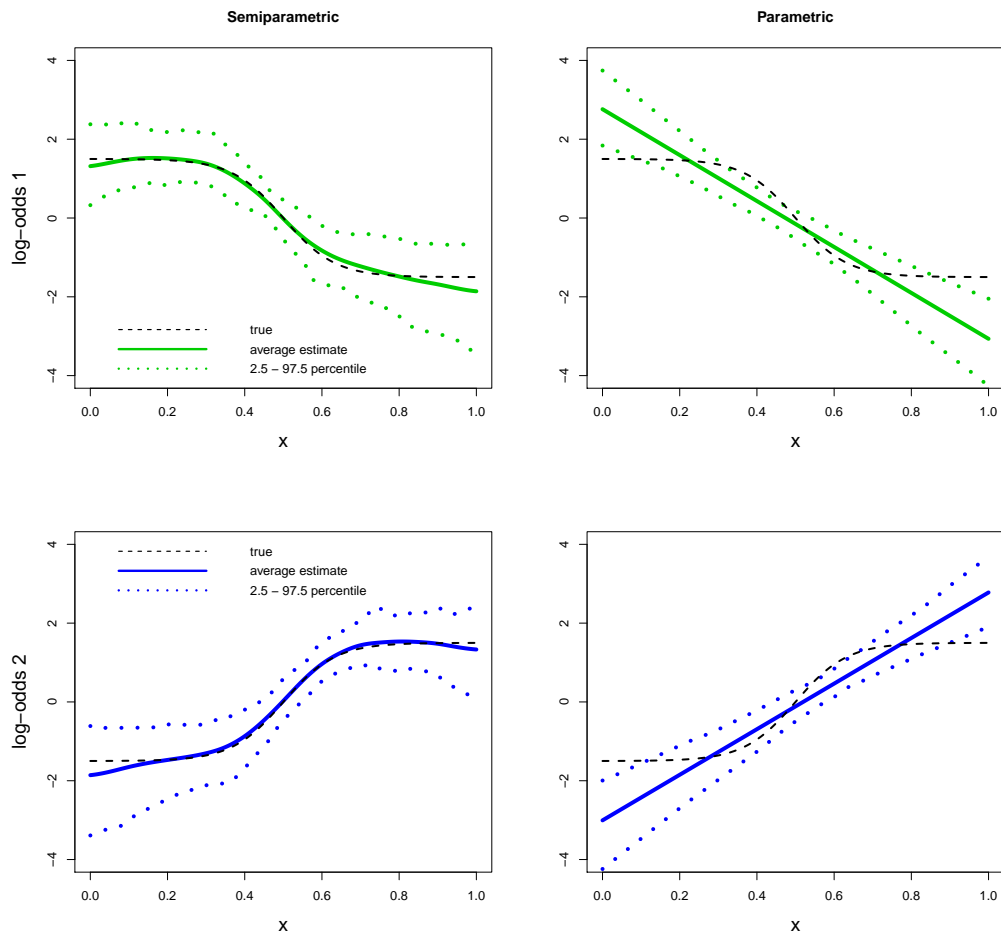 Semiparametric
Parametric
log−odds 1
4
2
0
−2
−4
true
average estimate
2.5 − 97.5 percentile
0.0 0.2 0.4 0.6 0.8 1.0
x
4
2
0
−2
−4
0.0 0.2 0.4 0.6 0.8 1.0
x
log−odds 2
4
2
0
−2
−4
true
average estimate
2.5 − 97.5 percentile
0.0 0.2 0.4 0.6 0.8 1.0
x
4
2
0
−2
−4
0.0 0.2 0.4 0.6 0.8 1.0
x